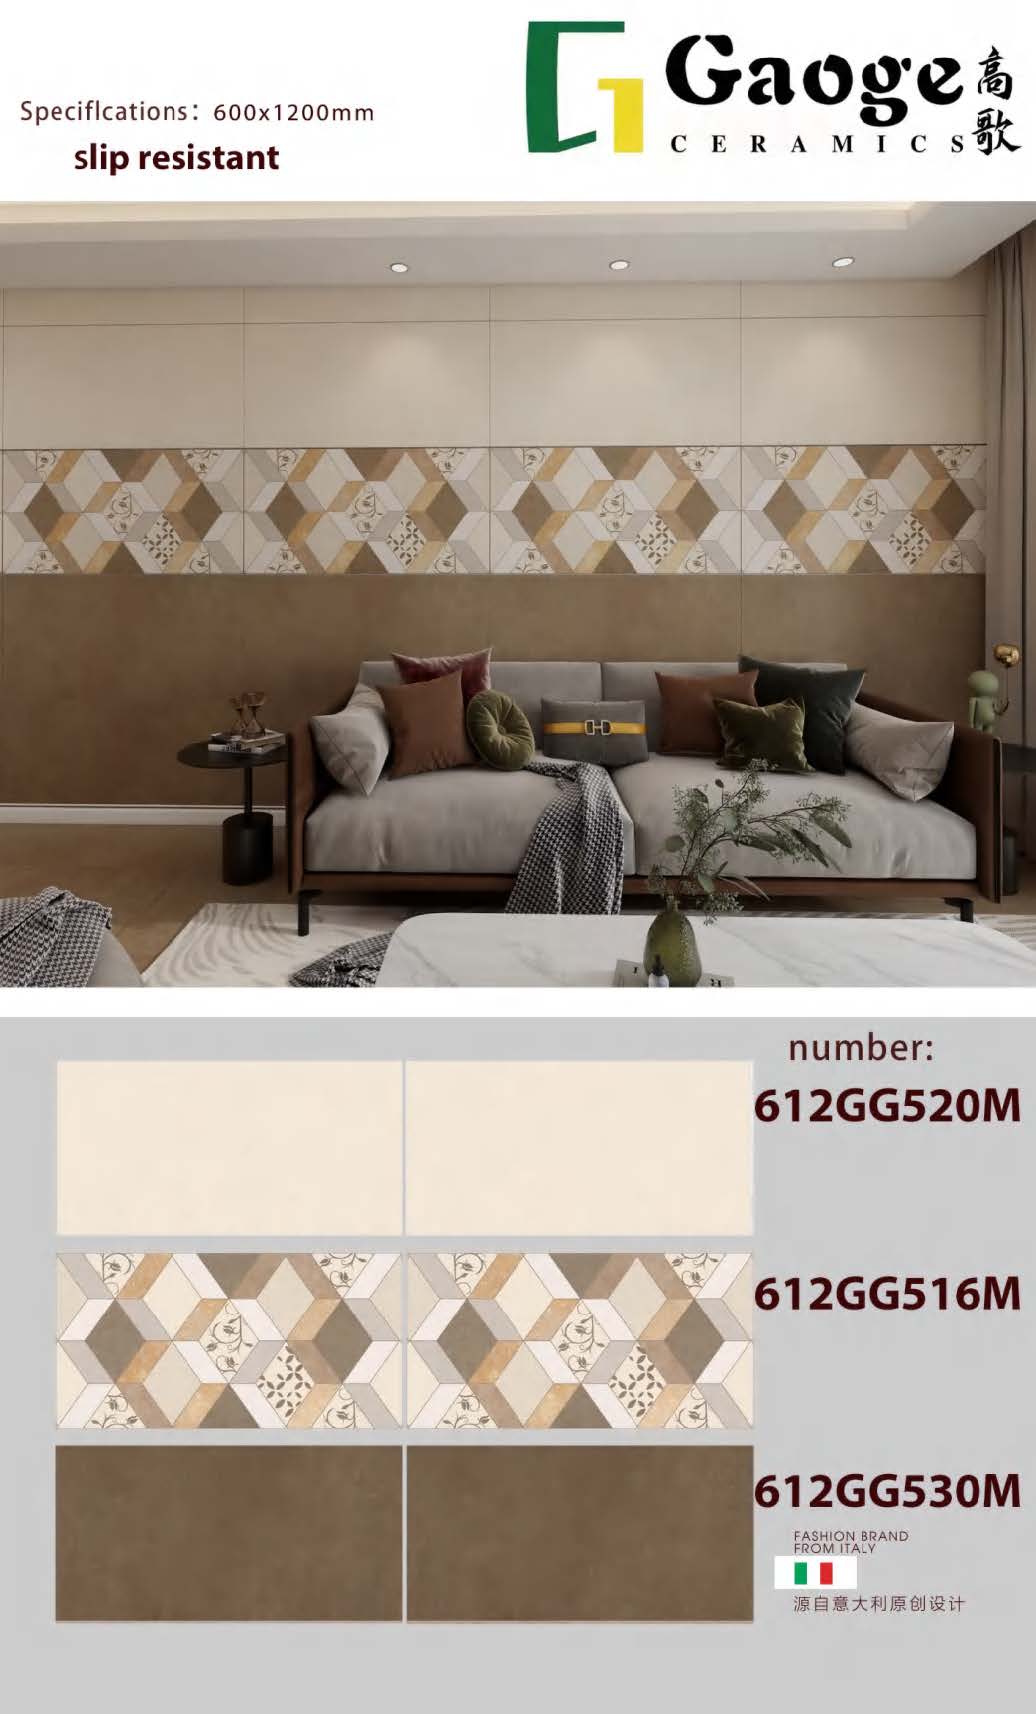 Gaoge 高歌
CERAMICS
Speciflcations：600x1200mm
slip resistant
number:
612GG520M
612GG516M
612GG530M
FASHION BRAND
FROM ITALY
源自意大利原创设计